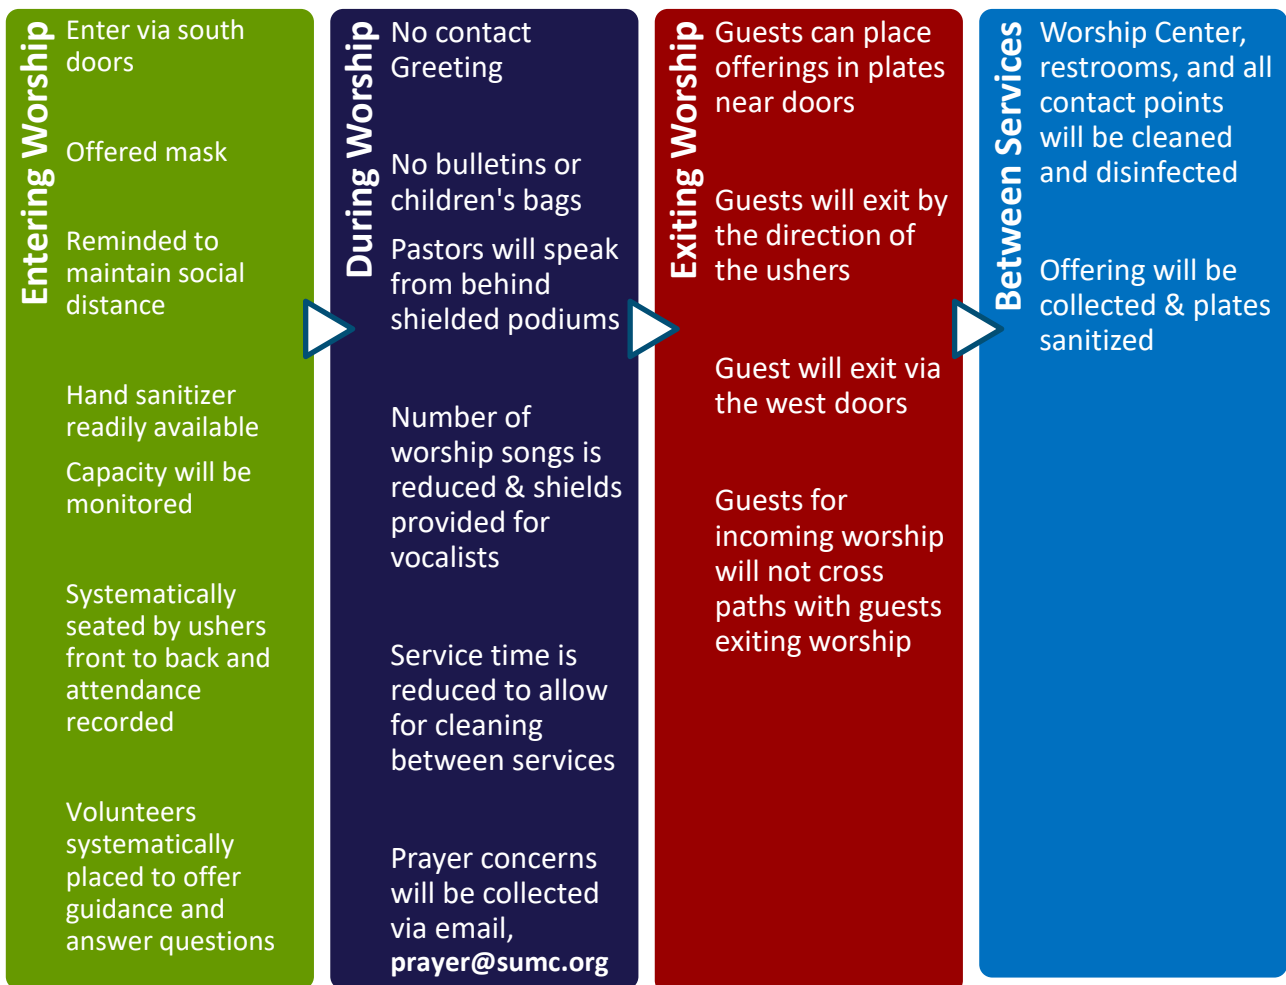 Entering Worship
Enter via south
doors
Offered mask
Reminded to
maintain social
distance
Hand sanitizer
readily available
Capacity will be
monitored
Systematically
seated by ushers
front to back and
attendance
recorded
Volunteers
systematically
placed to offer
guidance and
answer questions
During Worship
No contact
Greeting
No bulletins or
children's bags
Pastors will speak
from behind
shielded podiums
Number of
worship songs is
reduced & shields
provided for
vocalists
Service time is
reduced to allow
for cleaning
between services
Prayer concerns
will be collected
via email,
prayer@sumc.org
Exiting Worship
Guests can place
offerings in plates
near doors
Guests will exit by
the direction of
the ushers
Guest will exit via
the west doors
Guests for
incoming worship
will not cross
paths with guests
exiting worship
Between Services
Worship Center,
restrooms, and all
contact points
will be cleaned
and disinfected
Offering will be
collected & plates
sanitized